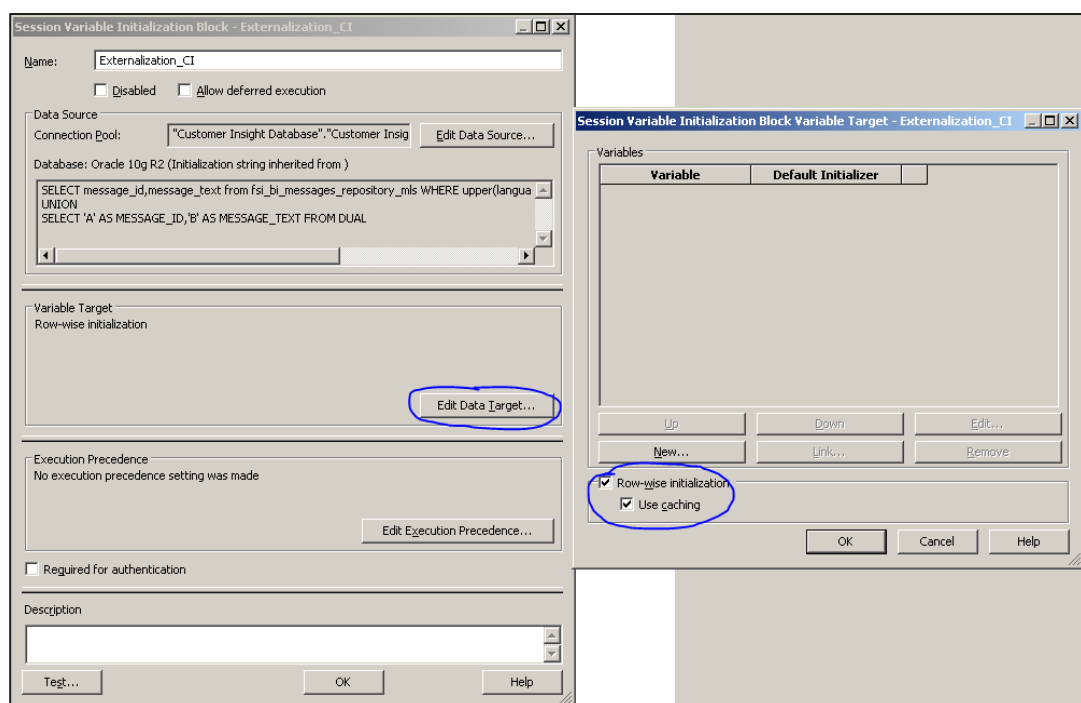 Session Variable Initialization Block - Externalization_CI
Name: Externalization_CI
Disabled Allow deferred execution
Data Source
Connection Pool: "Customer Insight Database"."Customer Insig Edit Data Source...
Database: Oracle 10g R2 (Initialization string inherited from )
SELECT message_id,message_text from fsi_bi_messages_repository_mls WHERE upper(langua
UNION
SELECT 'A' AS MESSAGE_ID,'B' AS MESSAGE_TEXT FROM DUAL
Variable Target
Row-wise initialization
Edit Data Target...
Execution Precedence
No execution precedence setting was made
Edit Execution Precedence...
Required for authentication
Description
Test... OK Help
Session Variable Initialization Block Variable Target - Externalization_CI
Variables
Variable Default Initializer
Up Down Edit...
New... Link... Remove
Row-wise initialization
Use caching
OK Cancel Help